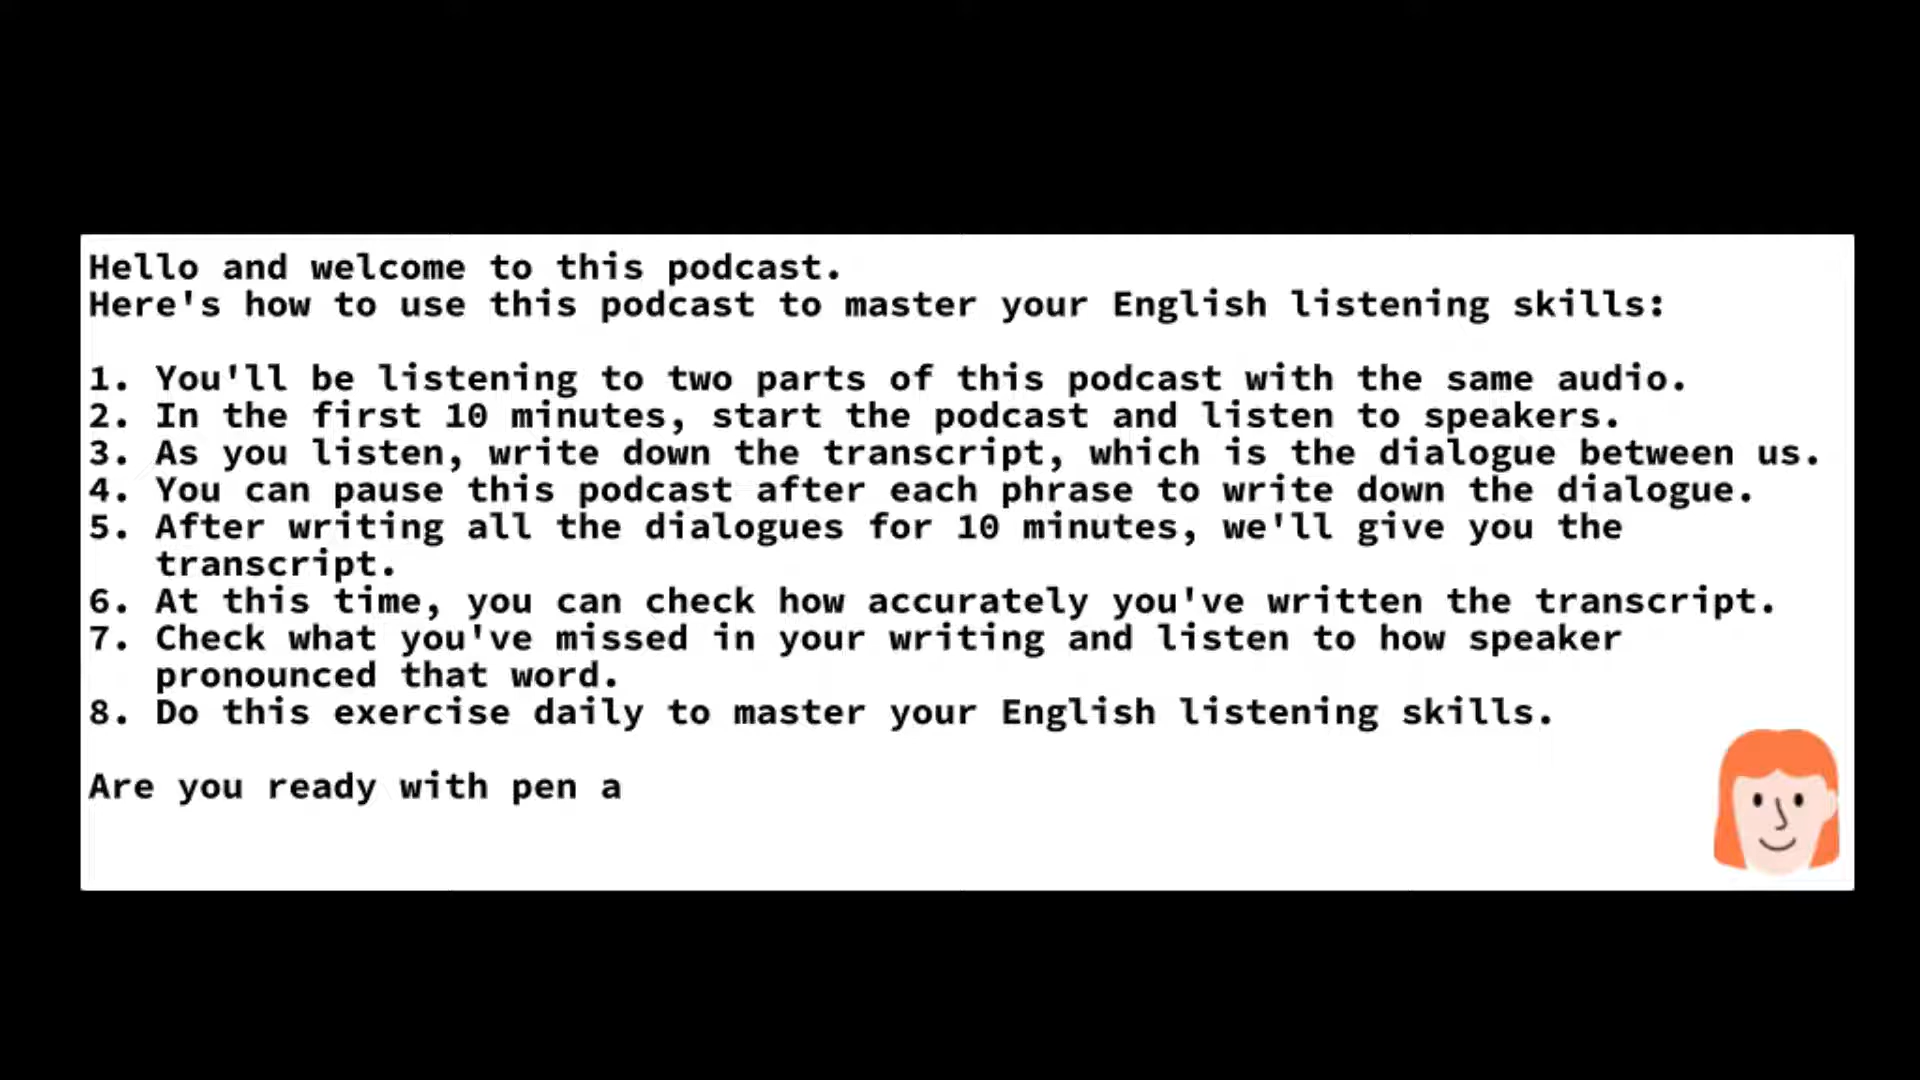 Hello and welcome to this podcast.
Here's how to use this podcast to master your English listening skills:
1. You'll be listening to two parts of this podcast with the same audio.
2. In the first 10 minutes, start the podcast and listen to speakers.
3. As you listen, write down the transcript, which is the dialogue between us.
4. You can pause this podcast after each phrase to write down the dialogue.
5. After writing all the dialogues for 10 minutes, we'll give you the
transcript.
6. At this time, you can check how accurately you've written the transcript.
7. Check what you've missed in your writing and listen to how speaker
pronounced that word.
8. Do this exercise daily to master your English listening skills.
Are you ready with pen a